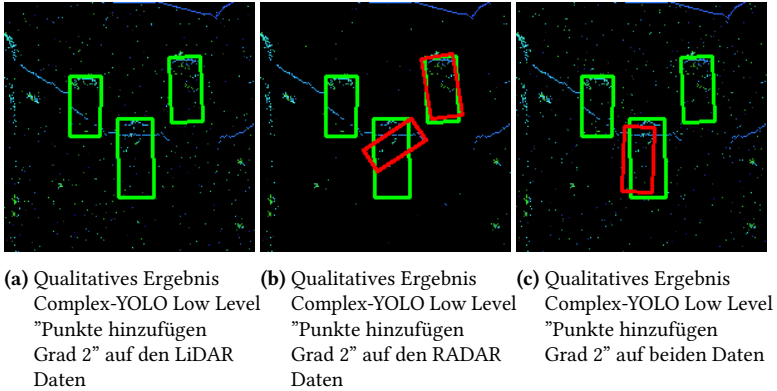 (a) Qualitatives Ergebnis
Complex-YOLO Low Level
”Punkte hinzufügen
Grad 2” auf den LiDAR
Daten
(b) Qualitatives Ergebnis
Complex-YOLO Low Level
”Punkte hinzufügen
Grad 2” auf den RADAR
Daten
(c) Qualitatives Ergebnis
Complex-YOLO Low Level
”Punkte hinzufügen
Grad 2” auf beiden Daten